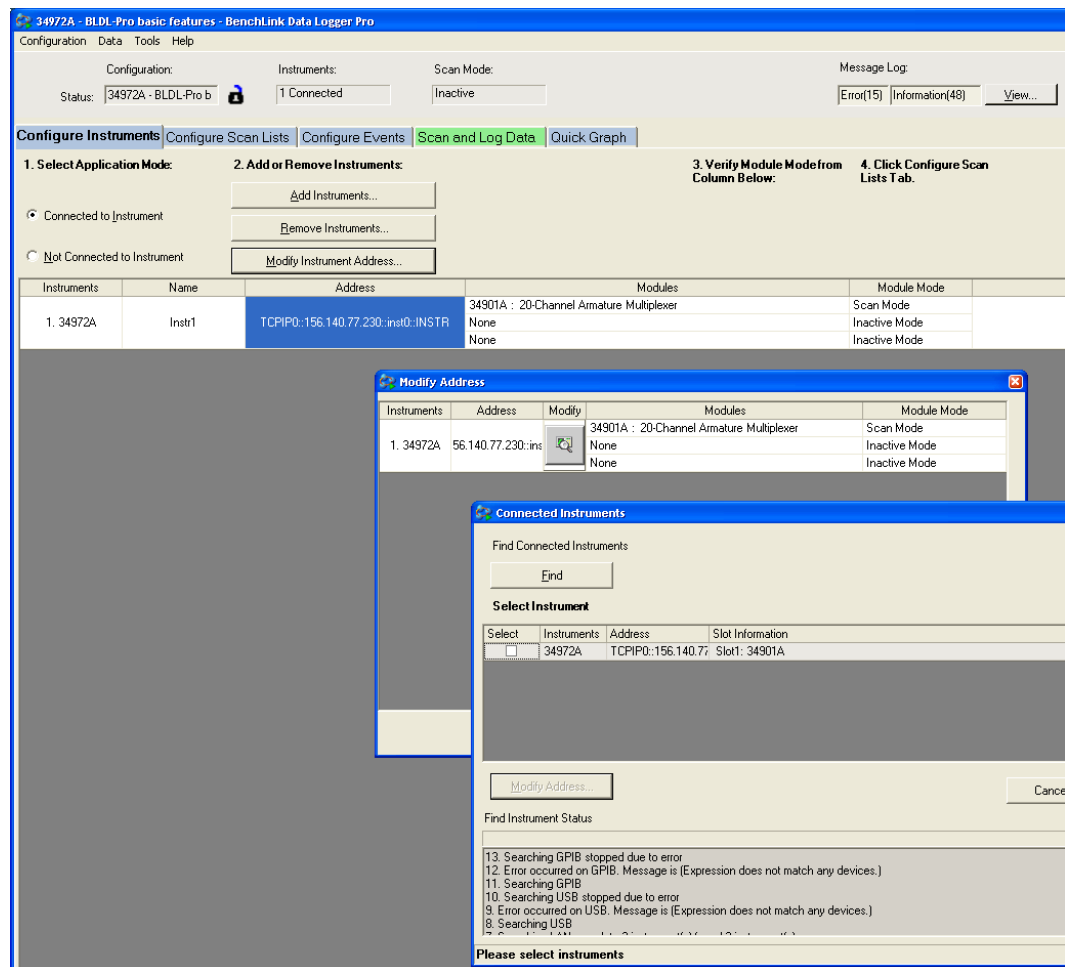 34972A - BLDL-Pro basic features - BenchLink Data Logger Pro
Configuration Data Tools Help
Configuration: Instruments: Scan Mode: Message Log:
Status: 34972A - BLDL-Pro b 1 Connected Inactive Error(15) Information(48) View...
Configure Instruments Configure Scan Lists Configure Events Scan and Log Data Quick Graph
1. Select Application Mode: 2. Add or Remove Instruments: 3. Verify Module Mode from 4. Click Configure Scan
Column Below: Lists Tab.
Add Instruments...
Connected to Instrument
Remove Instruments...
Not Connected to Instrument
Modify Instrument Address...
Instruments Name Address Modules Module Mode
34901A : 20-Channel Armature Multiplexer Scan Mode
1. 34972A Instr1 TCPIP0::156.140.77.230::inst0::INSTR None Inactive Mode
None Inactive Mode
Modify Address
Instruments Address Modify Modules Module Mode
34901A : 20-Channel Armature Multiplexer Scan Mode
1. 34972A 56.140.77.230::ins None Inactive Mode
None Inactive Mode
Connected Instruments
Find Connected Instruments
Find
Select Instrument
Select Instruments Address Slot Information
34972A TCPIP0::156.140.77 Slot1: 34901A
Modify Address...
Cance
Find Instrument Status
13. Searching GPIB stopped due to error
12. Error occurred on GPIB. Message is (Expression does not match any devices.)
11. Searching GPIB
10. Searching USB stopped due to error
9. Error occurred on USB. Message is (Expression does not match any devices.)
8. Searching USB
Please select instruments